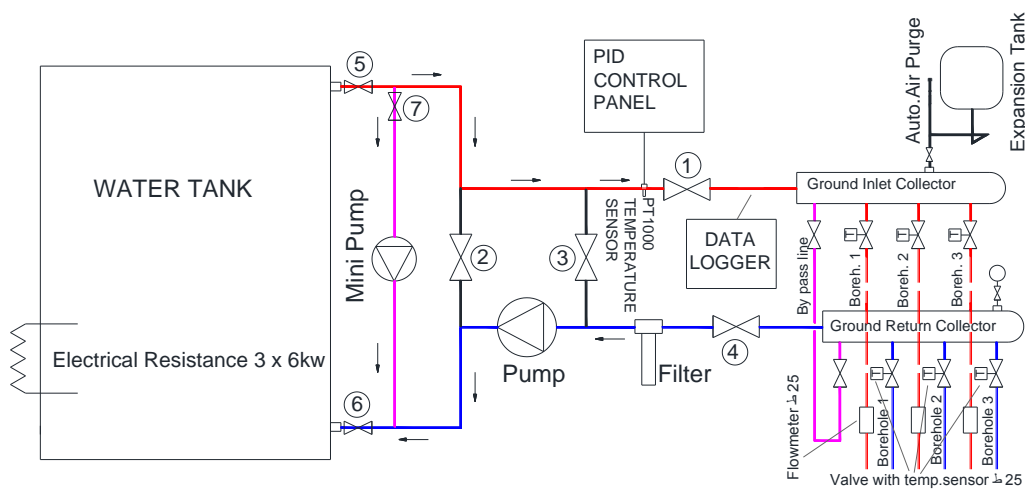 WATER TANK
Electrical Resistance 3 x 6kw
5
7
6
Mini Pump
2
3
Pump
Filter
PID
CONTROL
PANEL
PT1000
TEMPERATURE
SENSOR
1
DATA
LOGGER
4
Auto.Air Purge
Expansion Tank
Ground Inlet Collector
T
T
T
By pass line
Boreh. 1
Boreh. 2
Boreh. 3
Ground Return Collector
T
T
T
Flowmeter 25
Borehole 1
Borehole 2
Borehole 3
Valve with temp.sensor 25